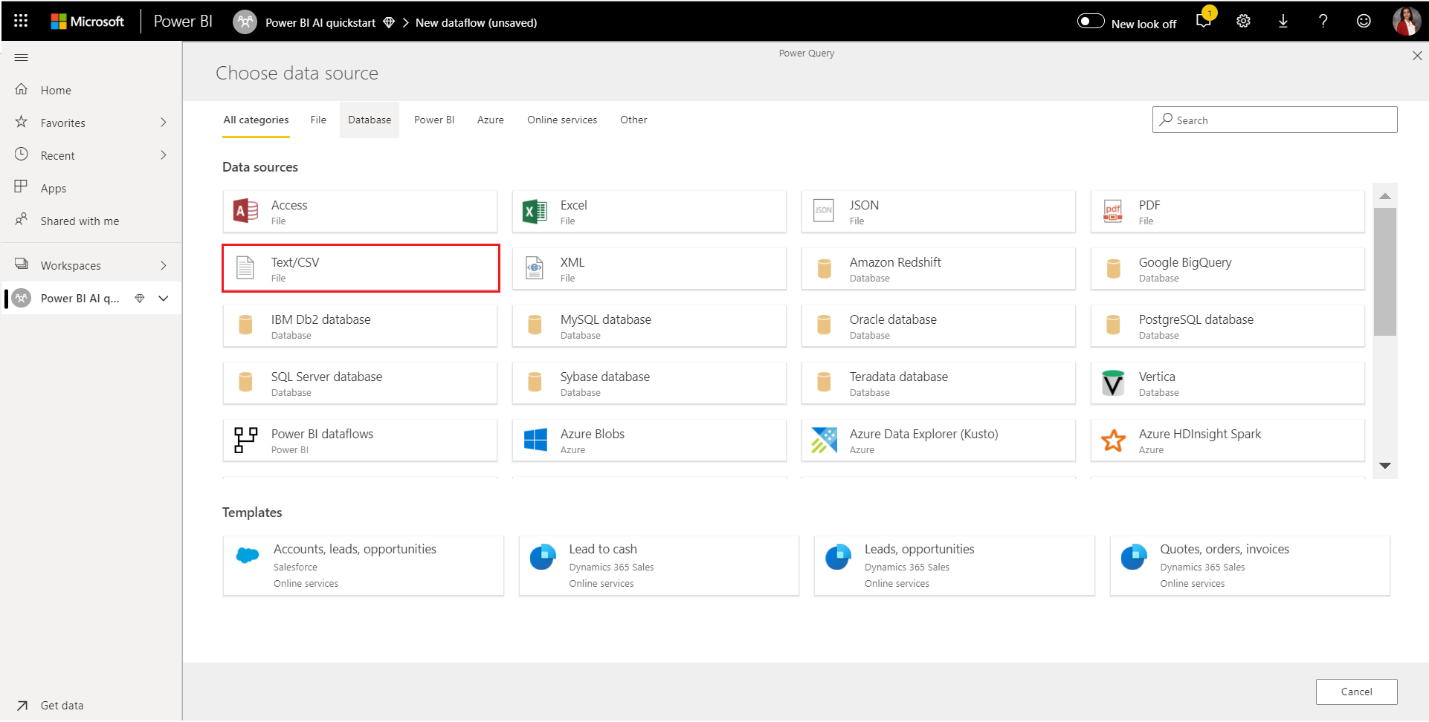 Microsoft Power BI Power BI AI quickstart > New dataflow (unsaved) New look off 1 ?
Power Query
Choose data source
Home
Favorites
Recent
Apps
Shared with me
Workspaces
Power BI AI q...
Get data
All categories File Database Power BI Azure Online services Other
Search
Data sources
Access
File
Excel
File
JSON
JSON
File
pdf
PDF
File
Text/CSV
File
XML
File
Amazon Redshift
Database
Google BigQuery
Database
IBM Db2 database
Database
MySQL database
Database
Oracle database
Database
PostgreSQL database
Database
SQL Server database
Database
Sybase database
Database
Teradata database
Database
Vertica
Database
Power BI dataflows
Power BI
Azure Blobs
Azure
Azure Data Explorer (Kusto)
Azure
Azure HDInsight Spark
Azure
Templates
Accounts, leads, opportunities
Salesforce
Online services
Lead to cash
Dynamics 365 Sales
Online services
Leads, opportunities
Dynamics 365 Sales
Online services
Quotes, orders, invoices
Dynamics 365 Sales
Online services
Cancel